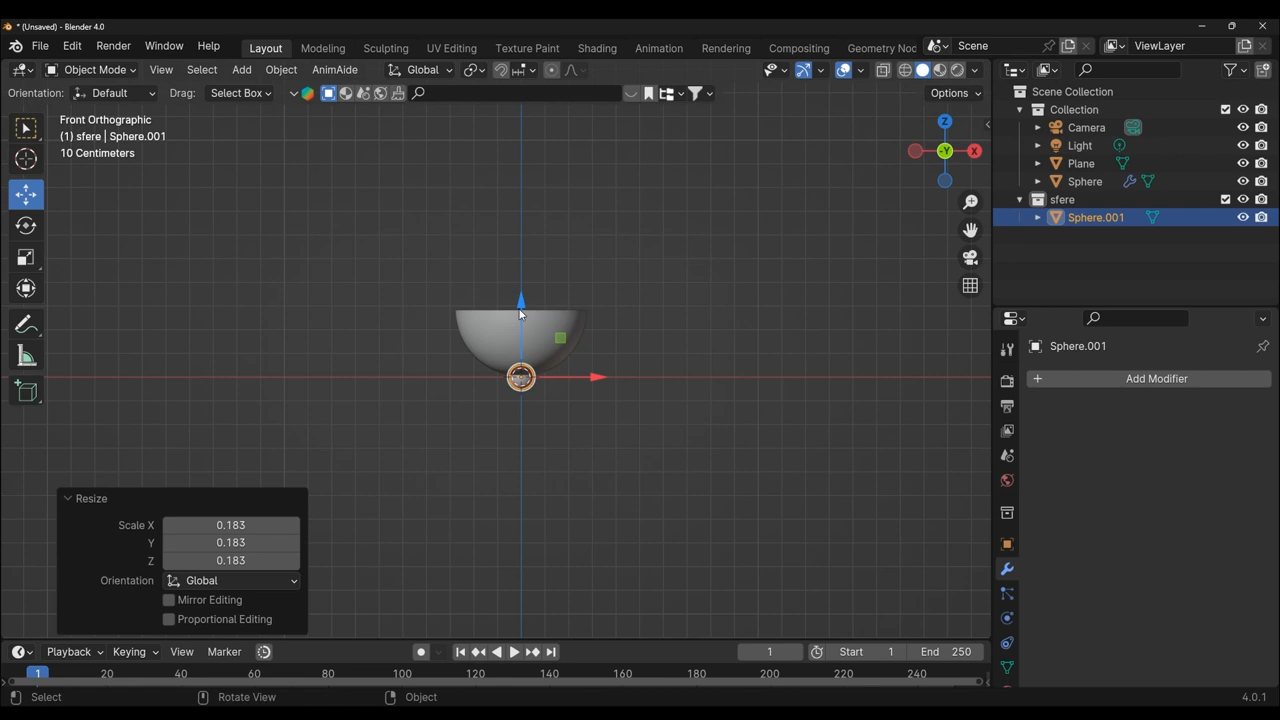 * (Unsaved) - Blender 4.0
File Edit Render Window Help Layout Modeling Sculpting UV Editing Texture Paint Shading Animation Rendering Compositing Geometry Noc Scene ViewLayer
Object Mode View Select Add Object AnimAide Global
Orientation: Default Drag: Select Box Options
Front Orthographic
(1) sfere | Sphere.001
10 Centimeters
Z
-Y
X
Scene Collection
Collection
Camera
Light
Plane
Sphere
sfere
Sphere.001
Sphere.001
Add Modifier
Resize
Scale X 0.183
Y 0.183
Z 0.183
Orientation Global
Mirror Editing
Proportional Editing
Playback Keying View Marker 1 Start 1 End 250
1 20 40 60 80 100 120 140 160 180 200 220 240
Select Rotate View Object 4.0.1